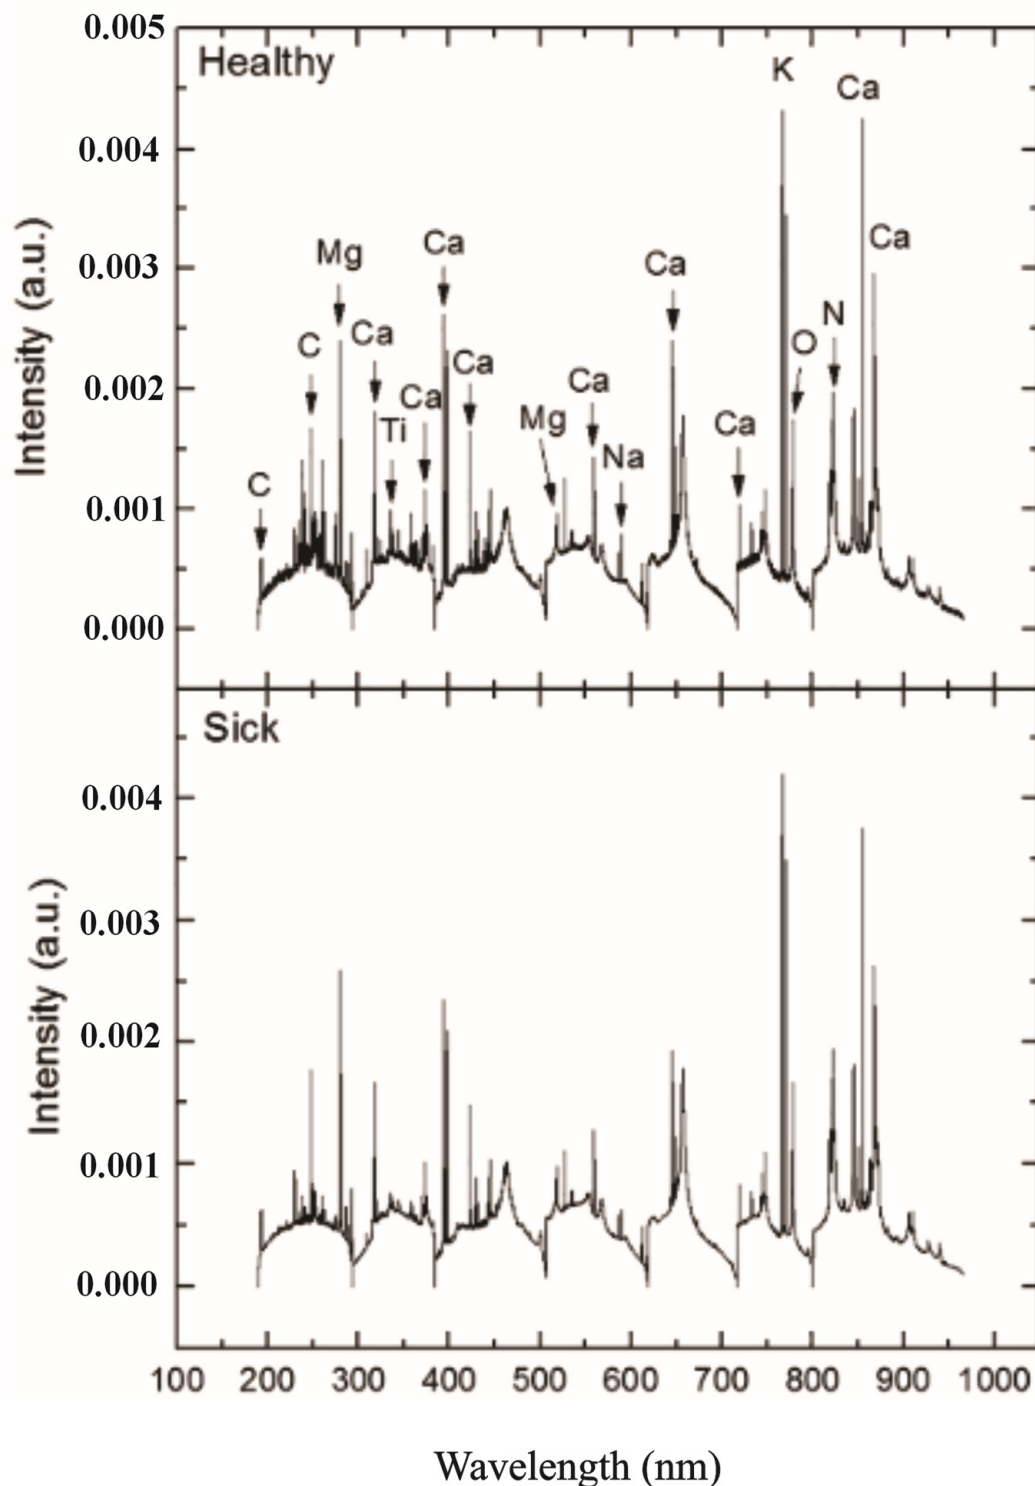 0.005
Healthy
K
Ca
0.004
Mg
Ca
Ca
Ca
0.003
C
Ca
Ca
N
O
Ca
Ca
Ti
Mg
Ca
Na
0.002
C
0.001
0.000
Intensity (a.u.)
Sick
0.004
0.003
0.002
0.001
0.000
Intensity (a.u.)
100 200 300 400 500 600 700 800 900 1000
Wavelength (nm)